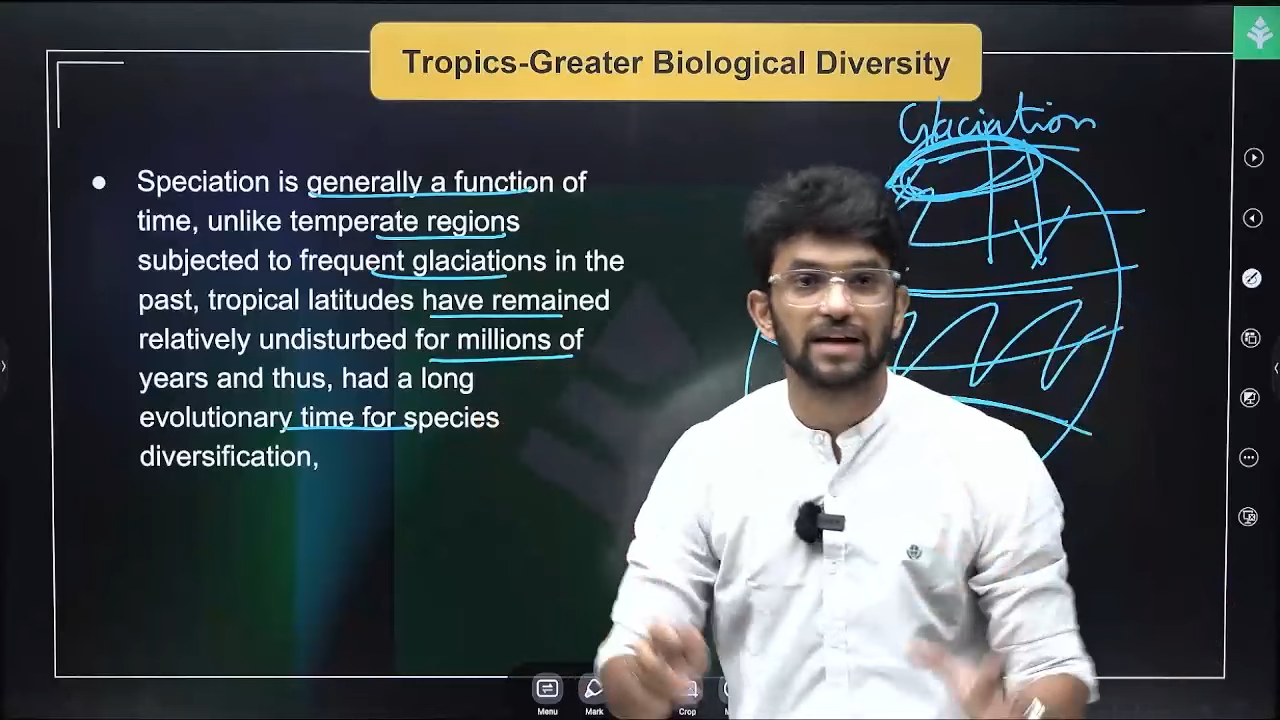 Tropics-Greater Biological Diversity
Glaciation
● Speciation is generally a function of
time, unlike temperate regions
subjected to frequent glaciations in the
past, tropical latitudes have remained
relatively undisturbed for millions of
years and thus, had a long
evolutionary time for species
diversification,
Menu
Mark
Crop